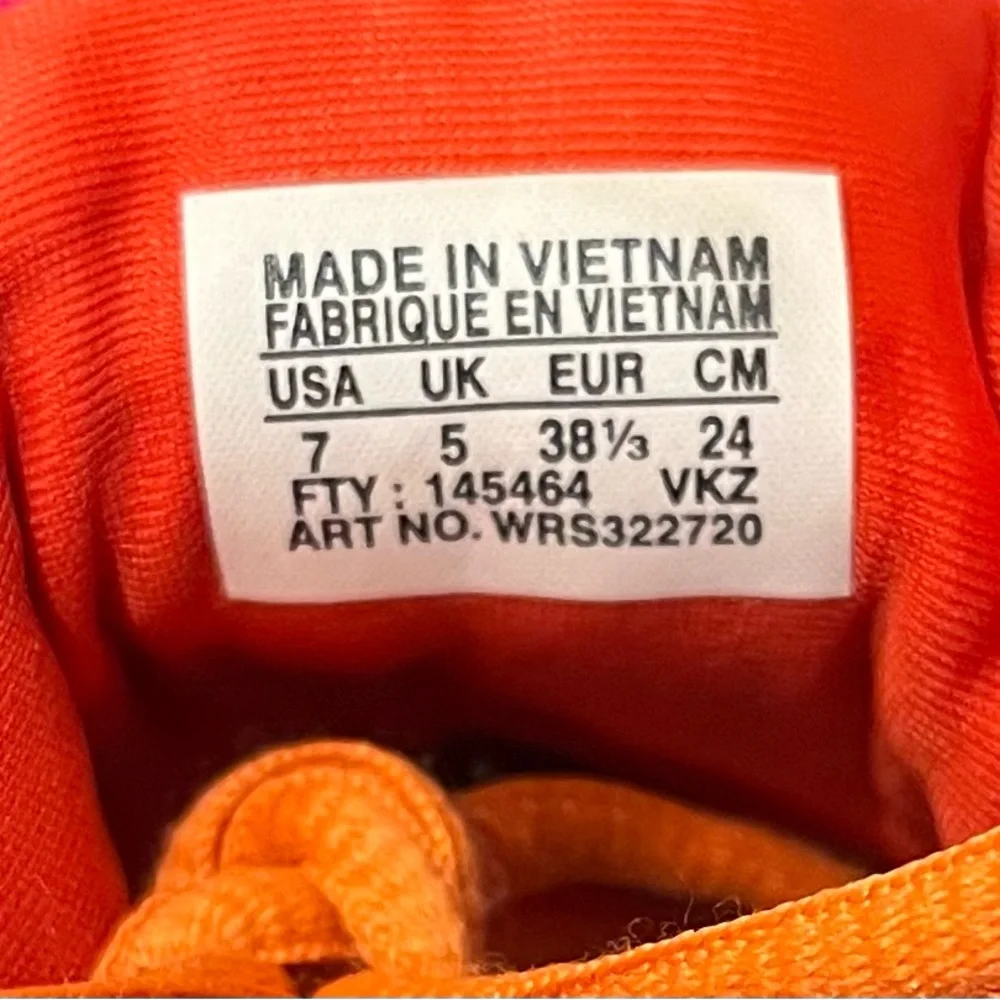 MADE IN VIETNAM
FABRIQUE EN VIETNAM
USA UK EUR CM
7 5 38⅓ 24
FTY : 145464 VKZ
ART NO. WRS322720